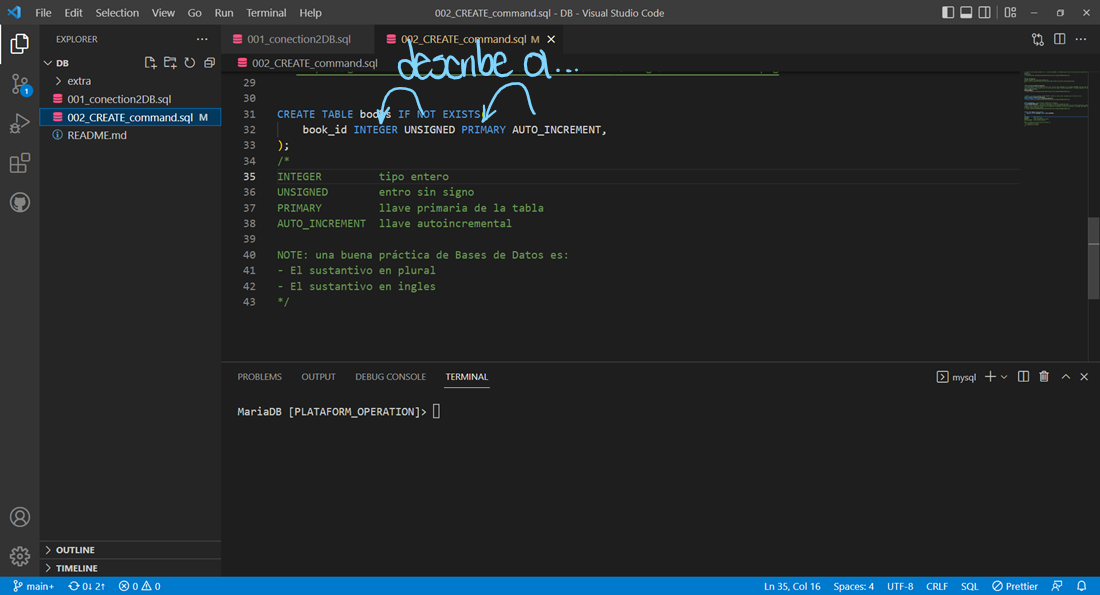 File Edit Selection View Go Run Terminal Help 002_CREATE_command.sql - DB - Visual Studio Code
EXPLORER
DB
extra
001_conection2DB.sql
002_CREATE_command.sql M
README.md
OUTLINE
TIMELINE
001_conection2DB.sql 002_CREATE_command.sql M
002_CREATE_command.sql
describe a...
29
30
31 CREATE TABLE books IF NOT EXISTS(
32 book_id INTEGER UNSIGNED PRIMARY AUTO_INCREMENT,
33 );
34 /*
35 INTEGER tipo entero
36 UNSIGNED entro sin signo
37 PRIMARY llave primaria de la tabla
38 AUTO_INCREMENT llave autoincremental
39
40 NOTE: una buena práctica de Bases de Datos es:
41 - El sustantivo en plural
42 - El sustantivo en ingles
43 */
PROBLEMS OUTPUT DEBUG CONSOLE TERMINAL mysql
MariaDB [PLATAFORM_OPERATION]>
1
main+ 0↓ 2↑ 0 0 Ln 35, Col 16 Spaces: 4 UTF-8 CRLF SQL Prettier